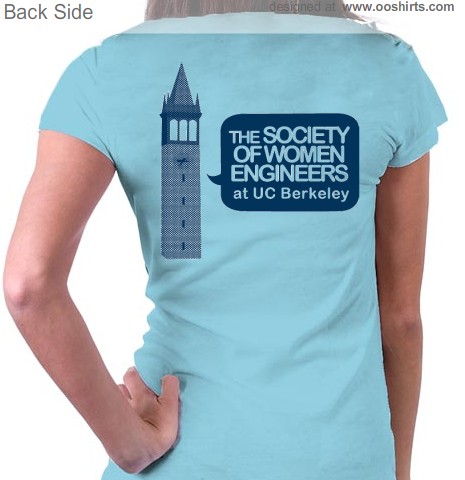 Back Side
designed at www.ooshirts.com
THE SOCIETY
OF WOMEN
ENGINEERS
at UC Berkeley